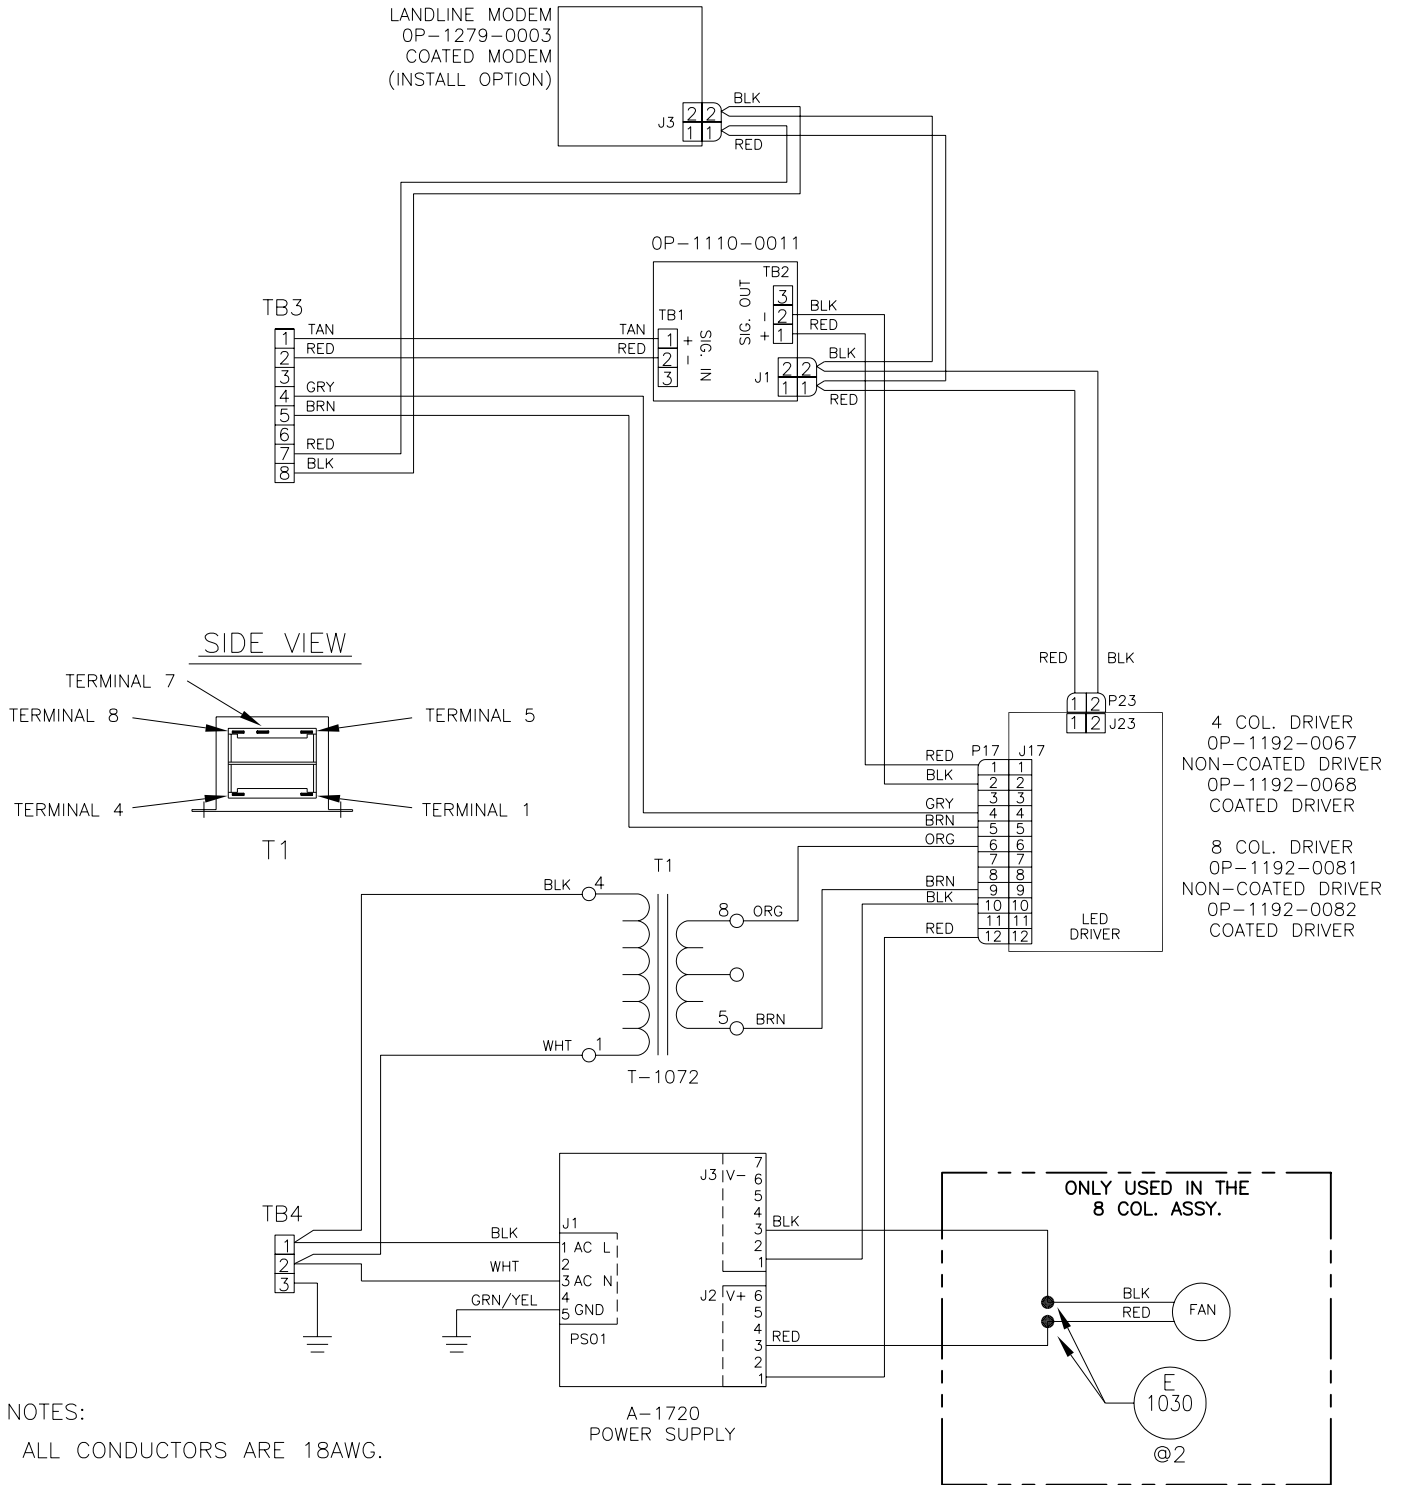 LANDLINE MODEM
0P-1279-0003
COATED MODEM
(INSTALL OPTION)
J3
2 2
1 1
BLK
RED
0P-1110-0011
TB3
1 TAN
2 RED
3
4 GRY
5 BRN
6
7 RED
8 BLK
TAN
RED
TB1
1 +
2 -
3
SIG. IN
SIG. OUT
TB2
3
- 2
+ 1
BLK
RED
J1
2 2
1 1
BLK
RED
SIDE VIEW
TERMINAL 7
TERMINAL 8
TERMINAL 5
TERMINAL 4
TERMINAL 1
T1
RED
BLK
1 2 P23
1 2 J23
P17 J17
RED 1 1
BLK 2 2
3 3
GRY 4 4
BRN 5 5
ORG 6 6
7 7
8 8
BRN 9 9
BLK 10 10
11 11
RED 12 12
LED
DRIVER
4 COL. DRIVER
0P-1192-0067
NON-COATED DRIVER
0P-1192-0068
COATED DRIVER
8 COL. DRIVER
0P-1192-0081
NON-COATED DRIVER
0P-1192-0082
COATED DRIVER
T1
BLK 4
8 ORG
5 BRN
WHT 1
T-1072
TB4
1
2
3
BLK
WHT
GRN/YEL
J1
1 AC L
2
3 AC N
4
5 GND
PS01
J3 V-
7
6
5
4
3 BLK
2
1
J2 V+ 6
5
4
3 RED
2
1
A-1720
POWER SUPPLY
ONLY USED IN THE
8 COL. ASSY.
BLK
RED
FAN
E
1030
@2
NOTES:
ALL CONDUCTORS ARE 18AWG.